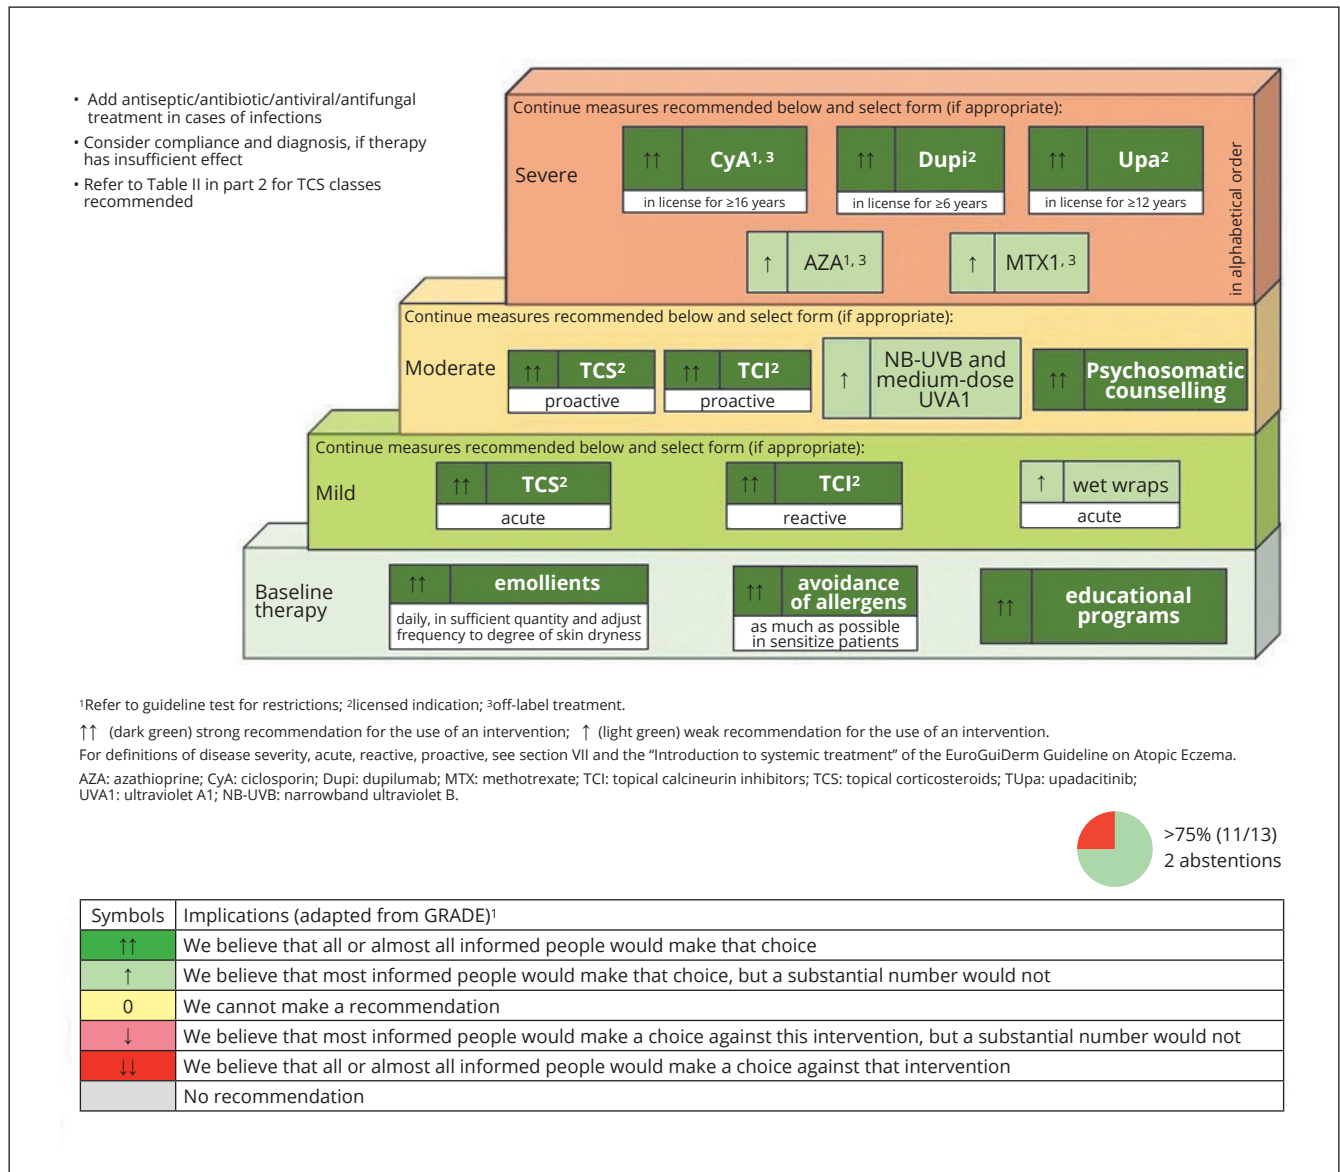 • Add antiseptic/antibiotic/antiviral/antifungal
treatment in cases of infections
• Consider compliance and diagnosis, if therapy
has insufficient effect
• Refer to Table II in part 2 for TCS classes
recommended
Continue measures recommended below and select form (if appropriate):
Severe
↑↑ CyA1, 3
in license for ≥16 years
↑↑ Dupi2
in license for ≥6 years
↑↑ Upa2
in license for ≥12 years
↑ AZA1, 3
↑ MTX1, 3
in alphabetical order
Continue measures recommended below and select form (if appropriate):
Moderate
↑↑ TCS2
proactive
↑↑ TCI2
proactive
↑ NB-UVB and
medium-dose
UVA1
↑↑ Psychosomatic
counselling
Continue measures recommended below and select form (if appropriate):
Mild
↑↑ TCS2
acute
↑↑ TCI2
reactive
↑ wet wraps
acute
Baseline
therapy
↑↑ emollients
daily, in sufficient quantity and adjust
frequency to degree of skin dryness
↑↑ avoidance
of allergens
as much as possible
in sensitize patients
↑↑ educational
programs
1Refer to guideline test for restrictions; 2licensed indication; 3off-label treatment.
↑↑ (dark green) strong recommendation for the use of an intervention; ↑ (light green) weak recommendation for the use of an intervention.
For definitions of disease severity, acute, reactive, proactive, see section VII and the “Introduction to systemic treatment” of the EuroGuiDerm Guideline on Atopic Eczema.
AZA: azathioprine; CyA: ciclosporin; Dupi: dupilumab; MTX: methotrexate; TCI: topical calcineurin inhibitors; TCS: topical corticosteroids; TUpa: upadacitinib;
UVA1: ultraviolet A1; NB-UVB: narrowband ultraviolet B.
>75% (11/13)
2 abstentions
Symbols Implications (adapted from GRADE)1
↑↑ We believe that all or almost all informed people would make that choice
↑ We believe that most informed people would make that choice, but a substantial number would not
0 We cannot make a recommendation
↓ We believe that most informed people would make a choice against this intervention, but a substantial number would not
↓↓ We believe that all or almost all informed people would make a choice against that intervention
No recommendation